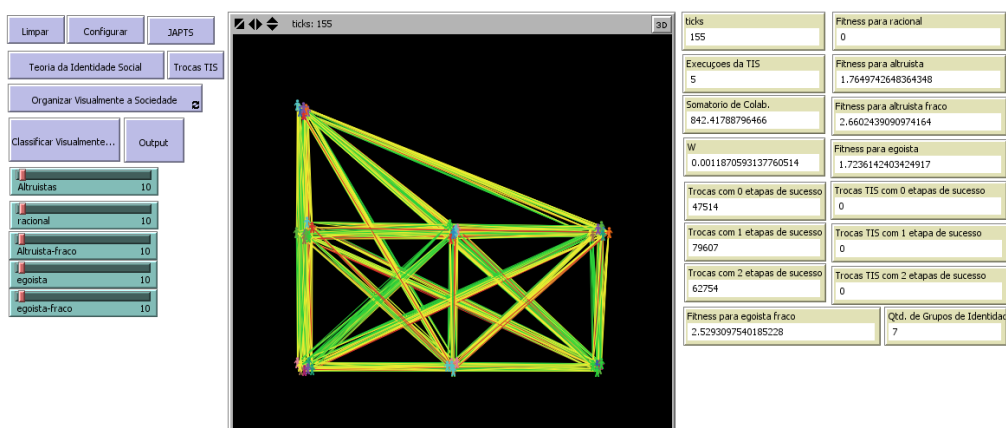 Limpar
Configurar
JAPTS
Teoria da Identidade Social
Trocas TIS
Organizar Visualmente a Sociedade
Classificar Visualmente...
Output
Altruistas 10
racional 10
Altruista-fraco 10
egoista 10
egoista-fraco 10
ticks: 155
3D
ticks
155
Execuçoes da TIS
5
Somatorio de Colab.
842.41788796466
W
0.0011870593137760514
Trocas com 0 etapas de sucesso
47514
Trocas com 1 etapas de sucesso
79607
Trocas com 2 etapas de sucesso
62754
Fitness para egoista fraco
2.5293097540185228
Fitness para racional
0
Fitness para altruista
1.7649742648364348
Fitness para altruista fraco
2.6602439090974164
Fitness para egoista
1.7236142403424917
Trocas TIS com 0 etapas de sucesso
0
Trocas TIS com 1 etapa de sucesso
0
Trocas TIS com 2 etapas de sucesso
0
Qtd. de Grupos de Identidac
7